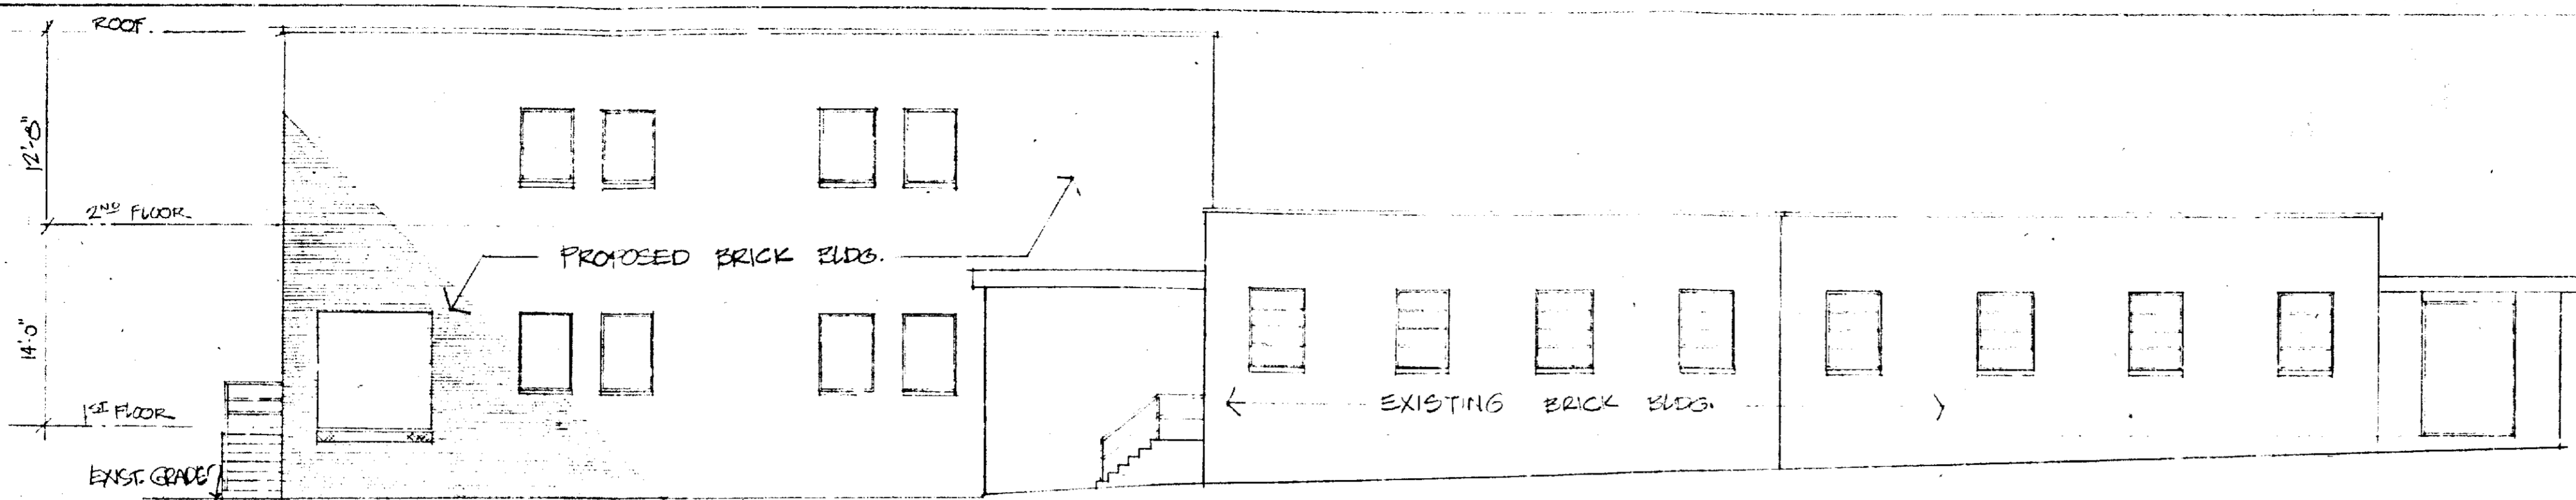 ROOF.
12'-8"
2ND FLOOR.
PROPOSED BRICK BLDG.
14'-0"
1ST FLOOR
EXISTING BRICK BLDG.
EXIST. GRADE